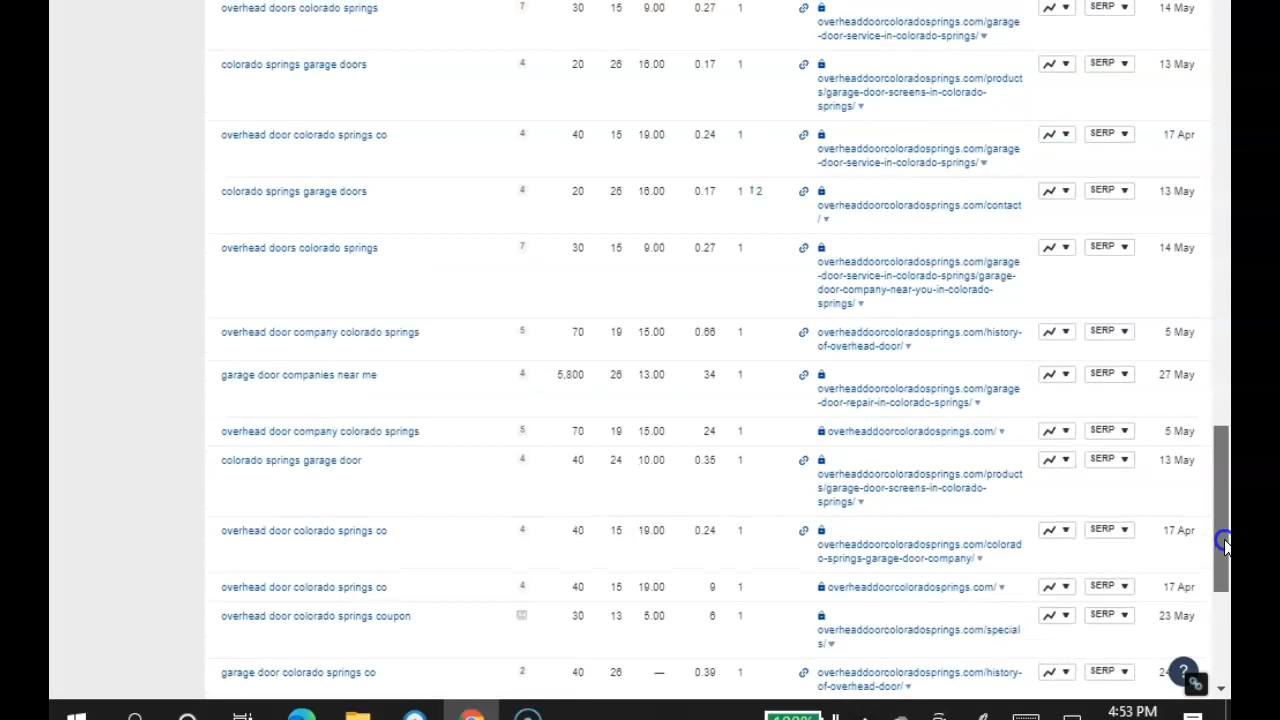 overhead doors colorado springs 7 30 15 9.00 0.27 1 SERP 14 May
overheaddoorcoloradosprings.com/garage
-door-service-in-colorado-springs/
colorado springs garage doors 4 20 26 16.00 0.17 1 SERP 13 May
overheaddoorcoloradosprings.com/product
s/garage-door-screens-in-colorado-
springs/
overhead door colorado springs co 4 40 15 19.00 0.24 1 SERP 17 Apr
overheaddoorcoloradosprings.com/garage
-door-service-in-colorado-springs/
colorado springs garage doors 4 20 26 16.00 0.17 1 ↑2 SERP 13 May
overheaddoorcoloradosprings.com/contact
/
overhead doors colorado springs 7 30 15 9.00 0.27 1 SERP 14 May
overheaddoorcoloradosprings.com/garage
-door-service-in-colorado-springs/garage-
door-company-near-you-in-colorado-
springs/
overhead door company colorado springs 5 70 19 15.00 0.66 1 overheaddoorcoloradosprings.com/history- SERP 5 May
of-overhead-door/
garage door companies near me 4 5,800 26 13.00 34 1 SERP 27 May
overheaddoorcoloradosprings.com/garage
-door-repair-in-colorado-springs/
overhead door company colorado springs 5 70 19 15.00 24 1 overheaddoorcoloradosprings.com/ SERP 5 May
colorado springs garage door 4 40 24 10.00 0.35 1 SERP 13 May
overheaddoorcoloradosprings.com/product
s/garage-door-screens-in-colorado-
springs/
overhead door colorado springs co 4 40 15 19.00 0.24 1 SERP 17 Apr
overheaddoorcoloradosprings.com/colorad
o-springs-garage-door-company/
overhead door colorado springs co 4 40 15 19.00 9 1 overheaddoorcoloradosprings.com/ SERP 17 Apr
overhead door colorado springs coupon 30 13 5.00 6 1 SERP 23 May
overheaddoorcoloradosprings.com/special
s/
garage door colorado springs co 2 40 26 — 0.39 1 overheaddoorcoloradosprings.com/history- SERP
of-overhead-door/
?
4:53 PM